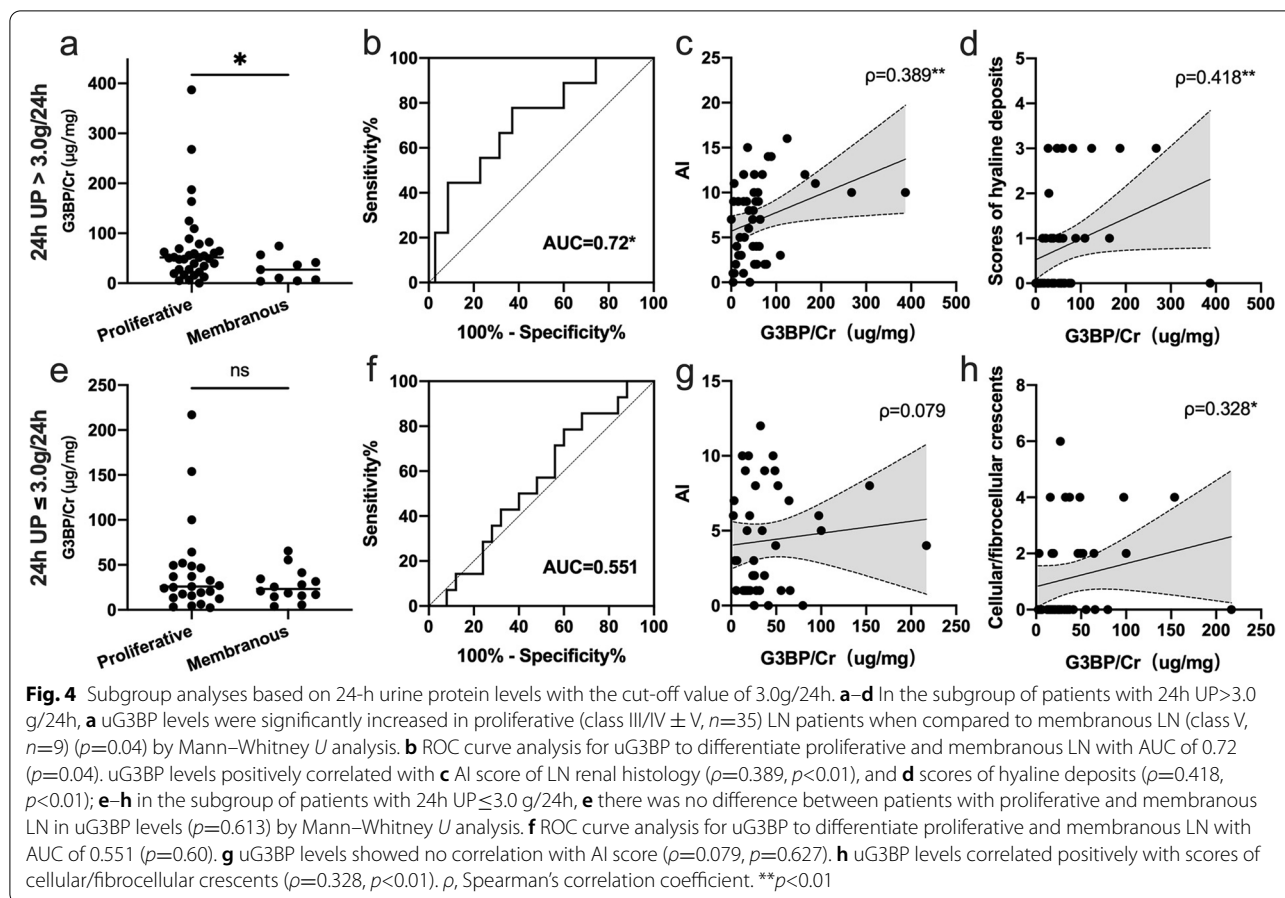 a
24h UP > 3.0g/24h
G3BP/Cr (µg/mg)
400
300
200
100
50
0
*
Proliferative
Membranous
b
Sensitivity%
100
80
60
40
20
0
0 20 40 60 80 100
100% - Specificity%
AUC=0.72*
c
AI
25
20
15
10
5
0
0 100 200 300 400 500
G3BP/Cr (ug/mg)
ρ=0.389**
d
Scores of hyaline deposits
5
4
3
2
1
0
0 100 200 300 400 500
G3BP/Cr (ug/mg)
ρ=0.418**
e
24h UP ≤ 3.0g/24h
G3BP/Cr (µg/mg)
250
200
150
100
50
0
ns
Proliferative
Membranous
f
Sensitivity%
100
80
60
40
20
0
0 20 40 60 80 100
100% - Specificity%
AUC=0.551
g
AI
15
10
5
0
0 50 100 150 200 250
G3BP/Cr (ug/mg)
ρ=0.079
h
Cellular/fibrocellular crescents
8
6
4
2
0
0 50 100 150 200 250
G3BP/Cr (ug/mg)
ρ=0.328*
Fig. 4 Subgroup analyses based on 24-h urine protein levels with the cut-off value of 3.0g/24h. a–d In the subgroup of patients with 24h UP>3.0
g/24h, a uG3BP levels were significantly increased in proliferative (class III/IV ± V, n=35) LN patients when compared to membranous LN (class V,
n=9) (p=0.04) by Mann–Whitney U analysis. b ROC curve analysis for uG3BP to differentiate proliferative and membranous LN with AUC of 0.72
(p=0.04). uG3BP levels positively correlated with c AI score of LN renal histology (ρ=0.389, p<0.01), and d scores of hyaline deposits (ρ=0.418,
p<0.01); e–h in the subgroup of patients with 24h UP≤3.0 g/24h, e there was no difference between patients with proliferative and membranous
LN in uG3BP levels (p=0.613) by Mann–Whitney U analysis. f ROC curve analysis for uG3BP to differentiate proliferative and membranous LN with
AUC of 0.551 (p=0.60). g uG3BP levels showed no correlation with AI score (ρ=0.079, p=0.627). h uG3BP levels correlated positively with scores of
cellular/fibrocellular crescents (ρ=0.328, p<0.01). ρ, Spearman's correlation coefficient. **p<0.01